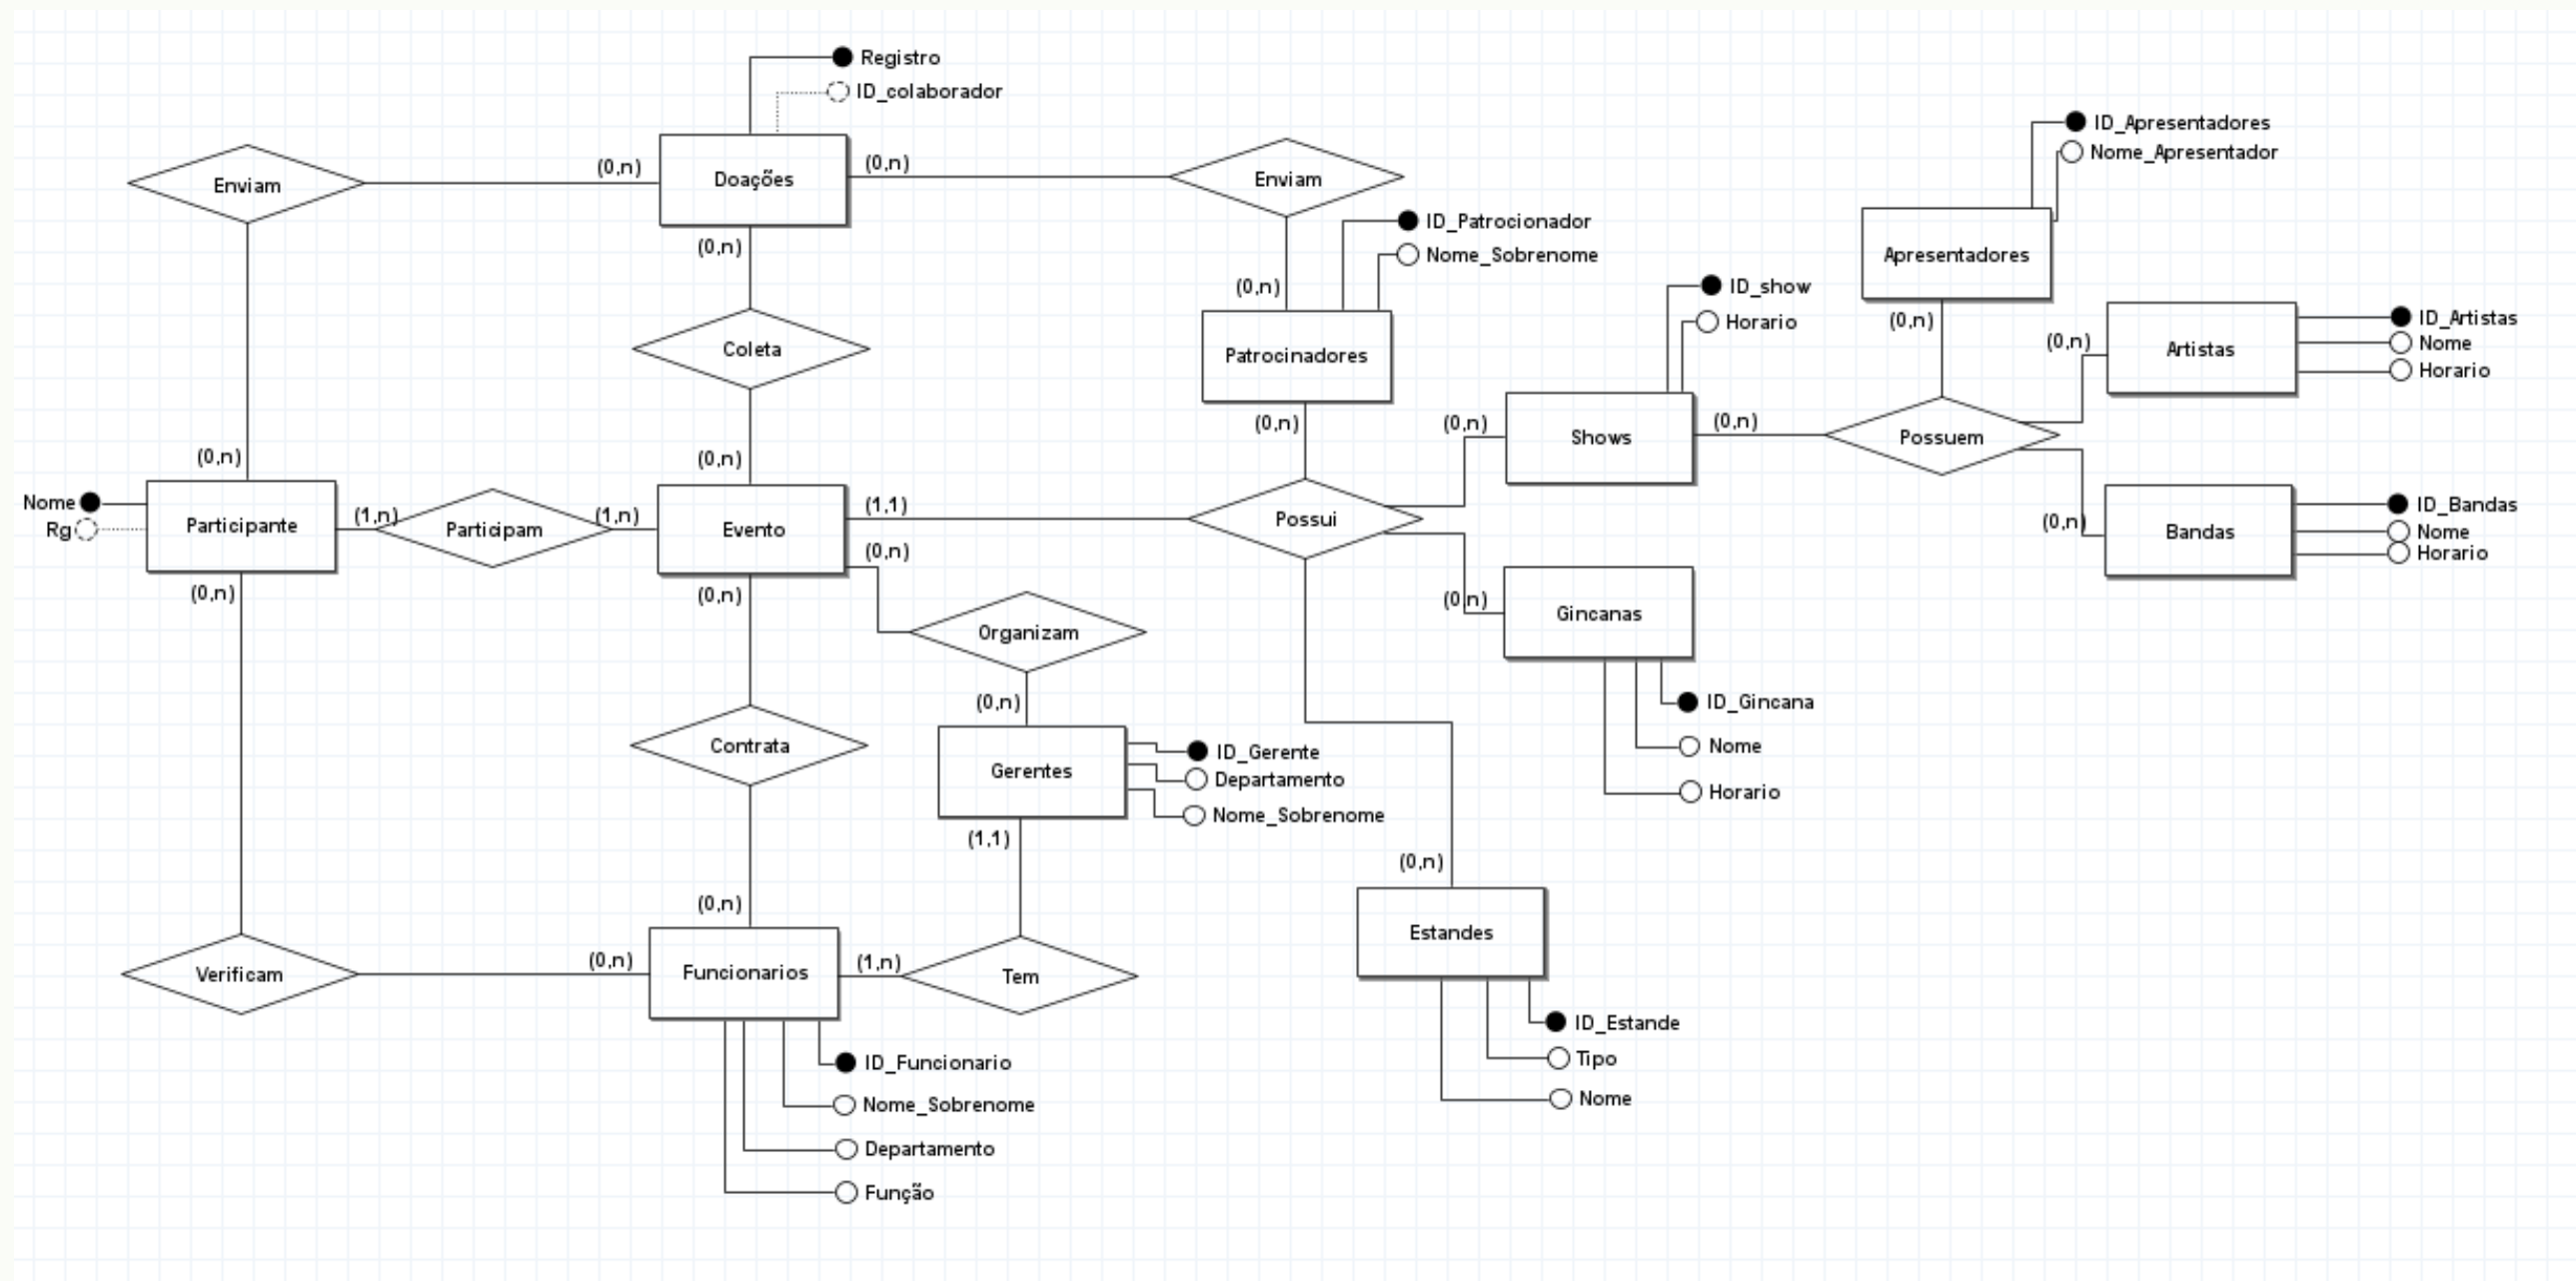 Registro
ID_colaborador
ID_Apresentadores
Nome_Apresentador
Enviam
(0,n)
Doações
(0,n)
Enviam
ID_Patrocionador
Nome_Sobrenome
(0,n)
(0,n)
Patrocinadores
(0,n)
ID_show
Horario
Apresentadores
(0,n)
(0,n)
Artistas
ID_Artistas
Nome
Horario
Coleta
(0,n)
Shows
(0,n)
Possuem
(0,n)
(0,n)
Nome
Rg
Participante
(1,n)
Participam
(1,n)
Evento
(1,1)
(0,n)
Possui
(0,n)
Bandas
ID_Bandas
Nome
Horario
(0,n)
(0,n)
Organizam
(0,n)
Gincanas
ID_Gincana
Nome
Horario
(0,n)
Contrata
Gerentes
ID_Gerente
Departamento
Nome_Sobrenome
(1,1)
(0,n)
(0,n)
Estandes
Verificam
(0,n)
Funcionarios
(1,n)
Tem
ID_Estande
Tipo
Nome
ID_Funcionario
Nome_Sobrenome
Departamento
Função